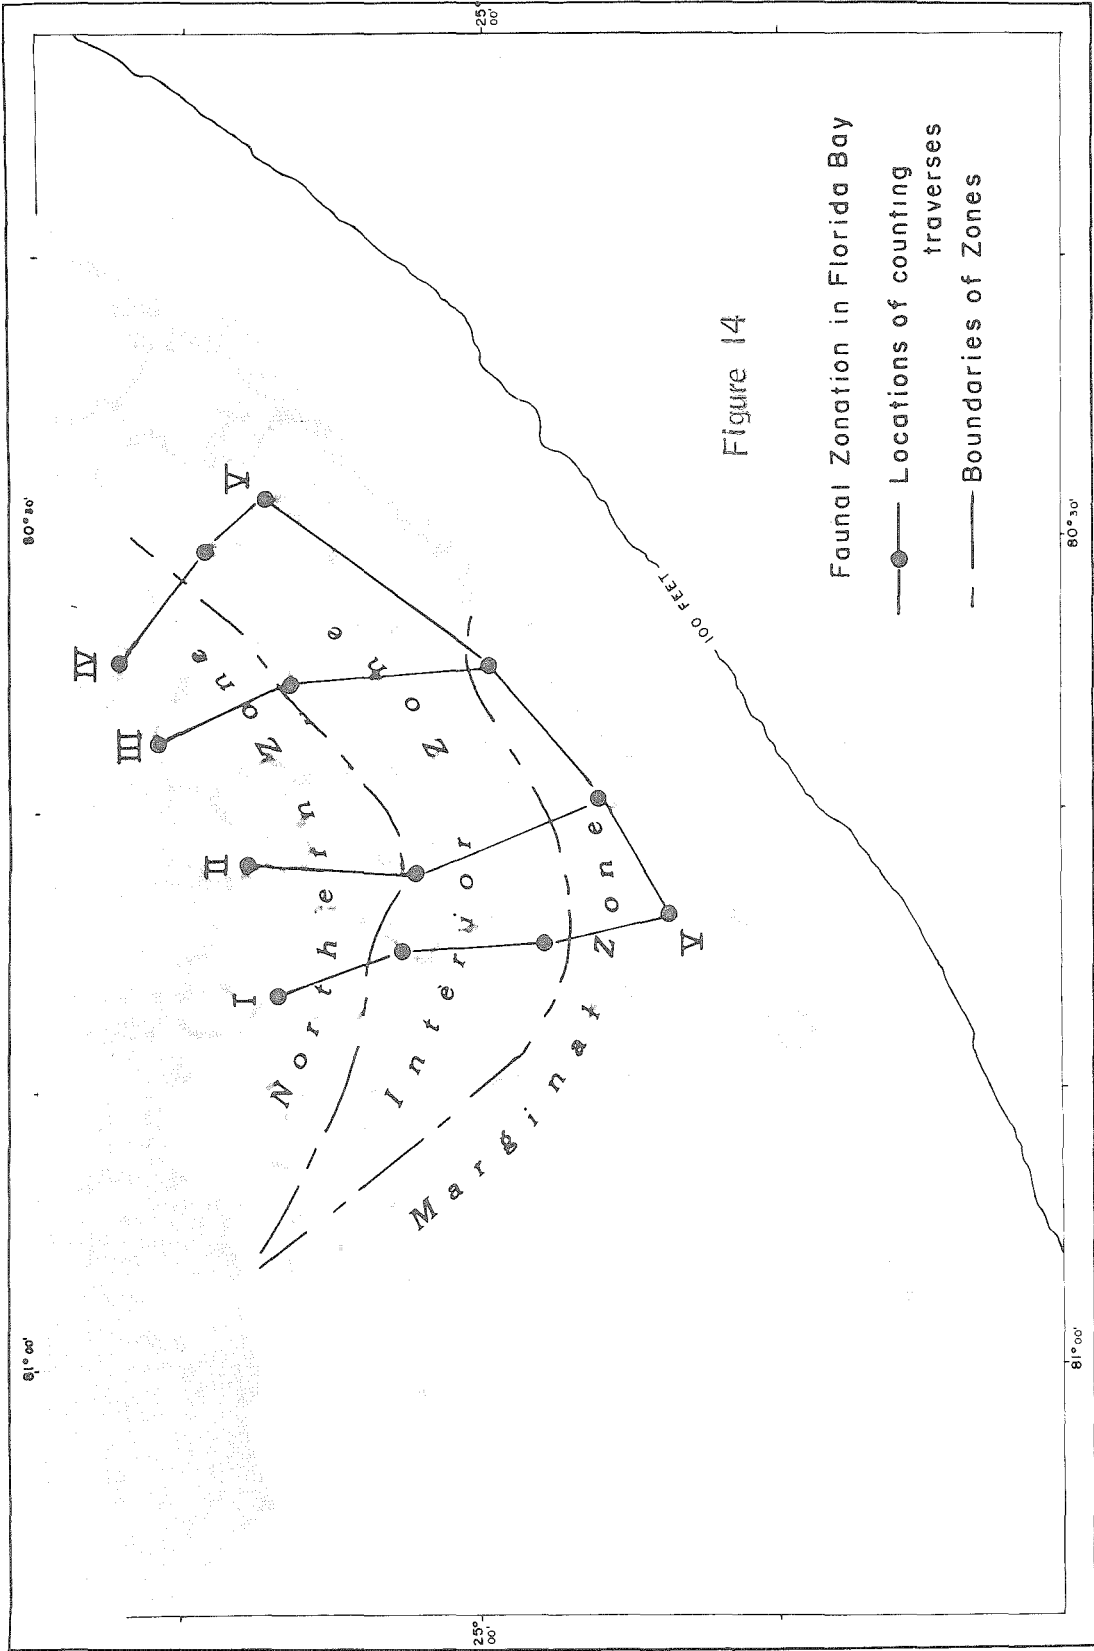 81° 00'
80° 30'
25° 00'
IV
V
III
II
I
Northern Zone
Interior Zone
Marginal Zone
V
100 FEET
Figure 14
Faunal Zonation in Florida Bay
Locations of counting
traverses
Boundaries of Zones
25° 00'
81° 00'
80° 30'